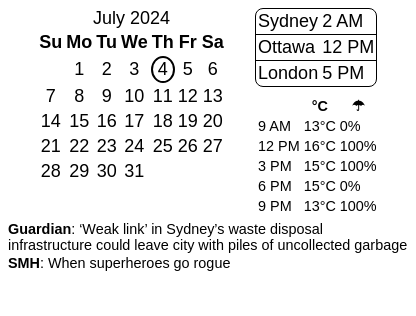 July 2024
Su Mo Tu We Th Fr Sa
1 2 3 4 5 6
7 8 9 10 11 12 13
14 15 16 17 18 19 20
21 22 23 24 25 26 27
28 29 30 31
Sydney 2 AM
Ottawa 12 PM
London 5 PM
°C ☂
9 AM 13°C 0%
12 PM 16°C 100%
3 PM 15°C 100%
6 PM 15°C 0%
9 PM 13°C 100%
Guardian: ‘Weak link’ in Sydney’s waste disposal
infrastructure could leave city with piles of uncollected garbage
SMH: When superheroes go rogue